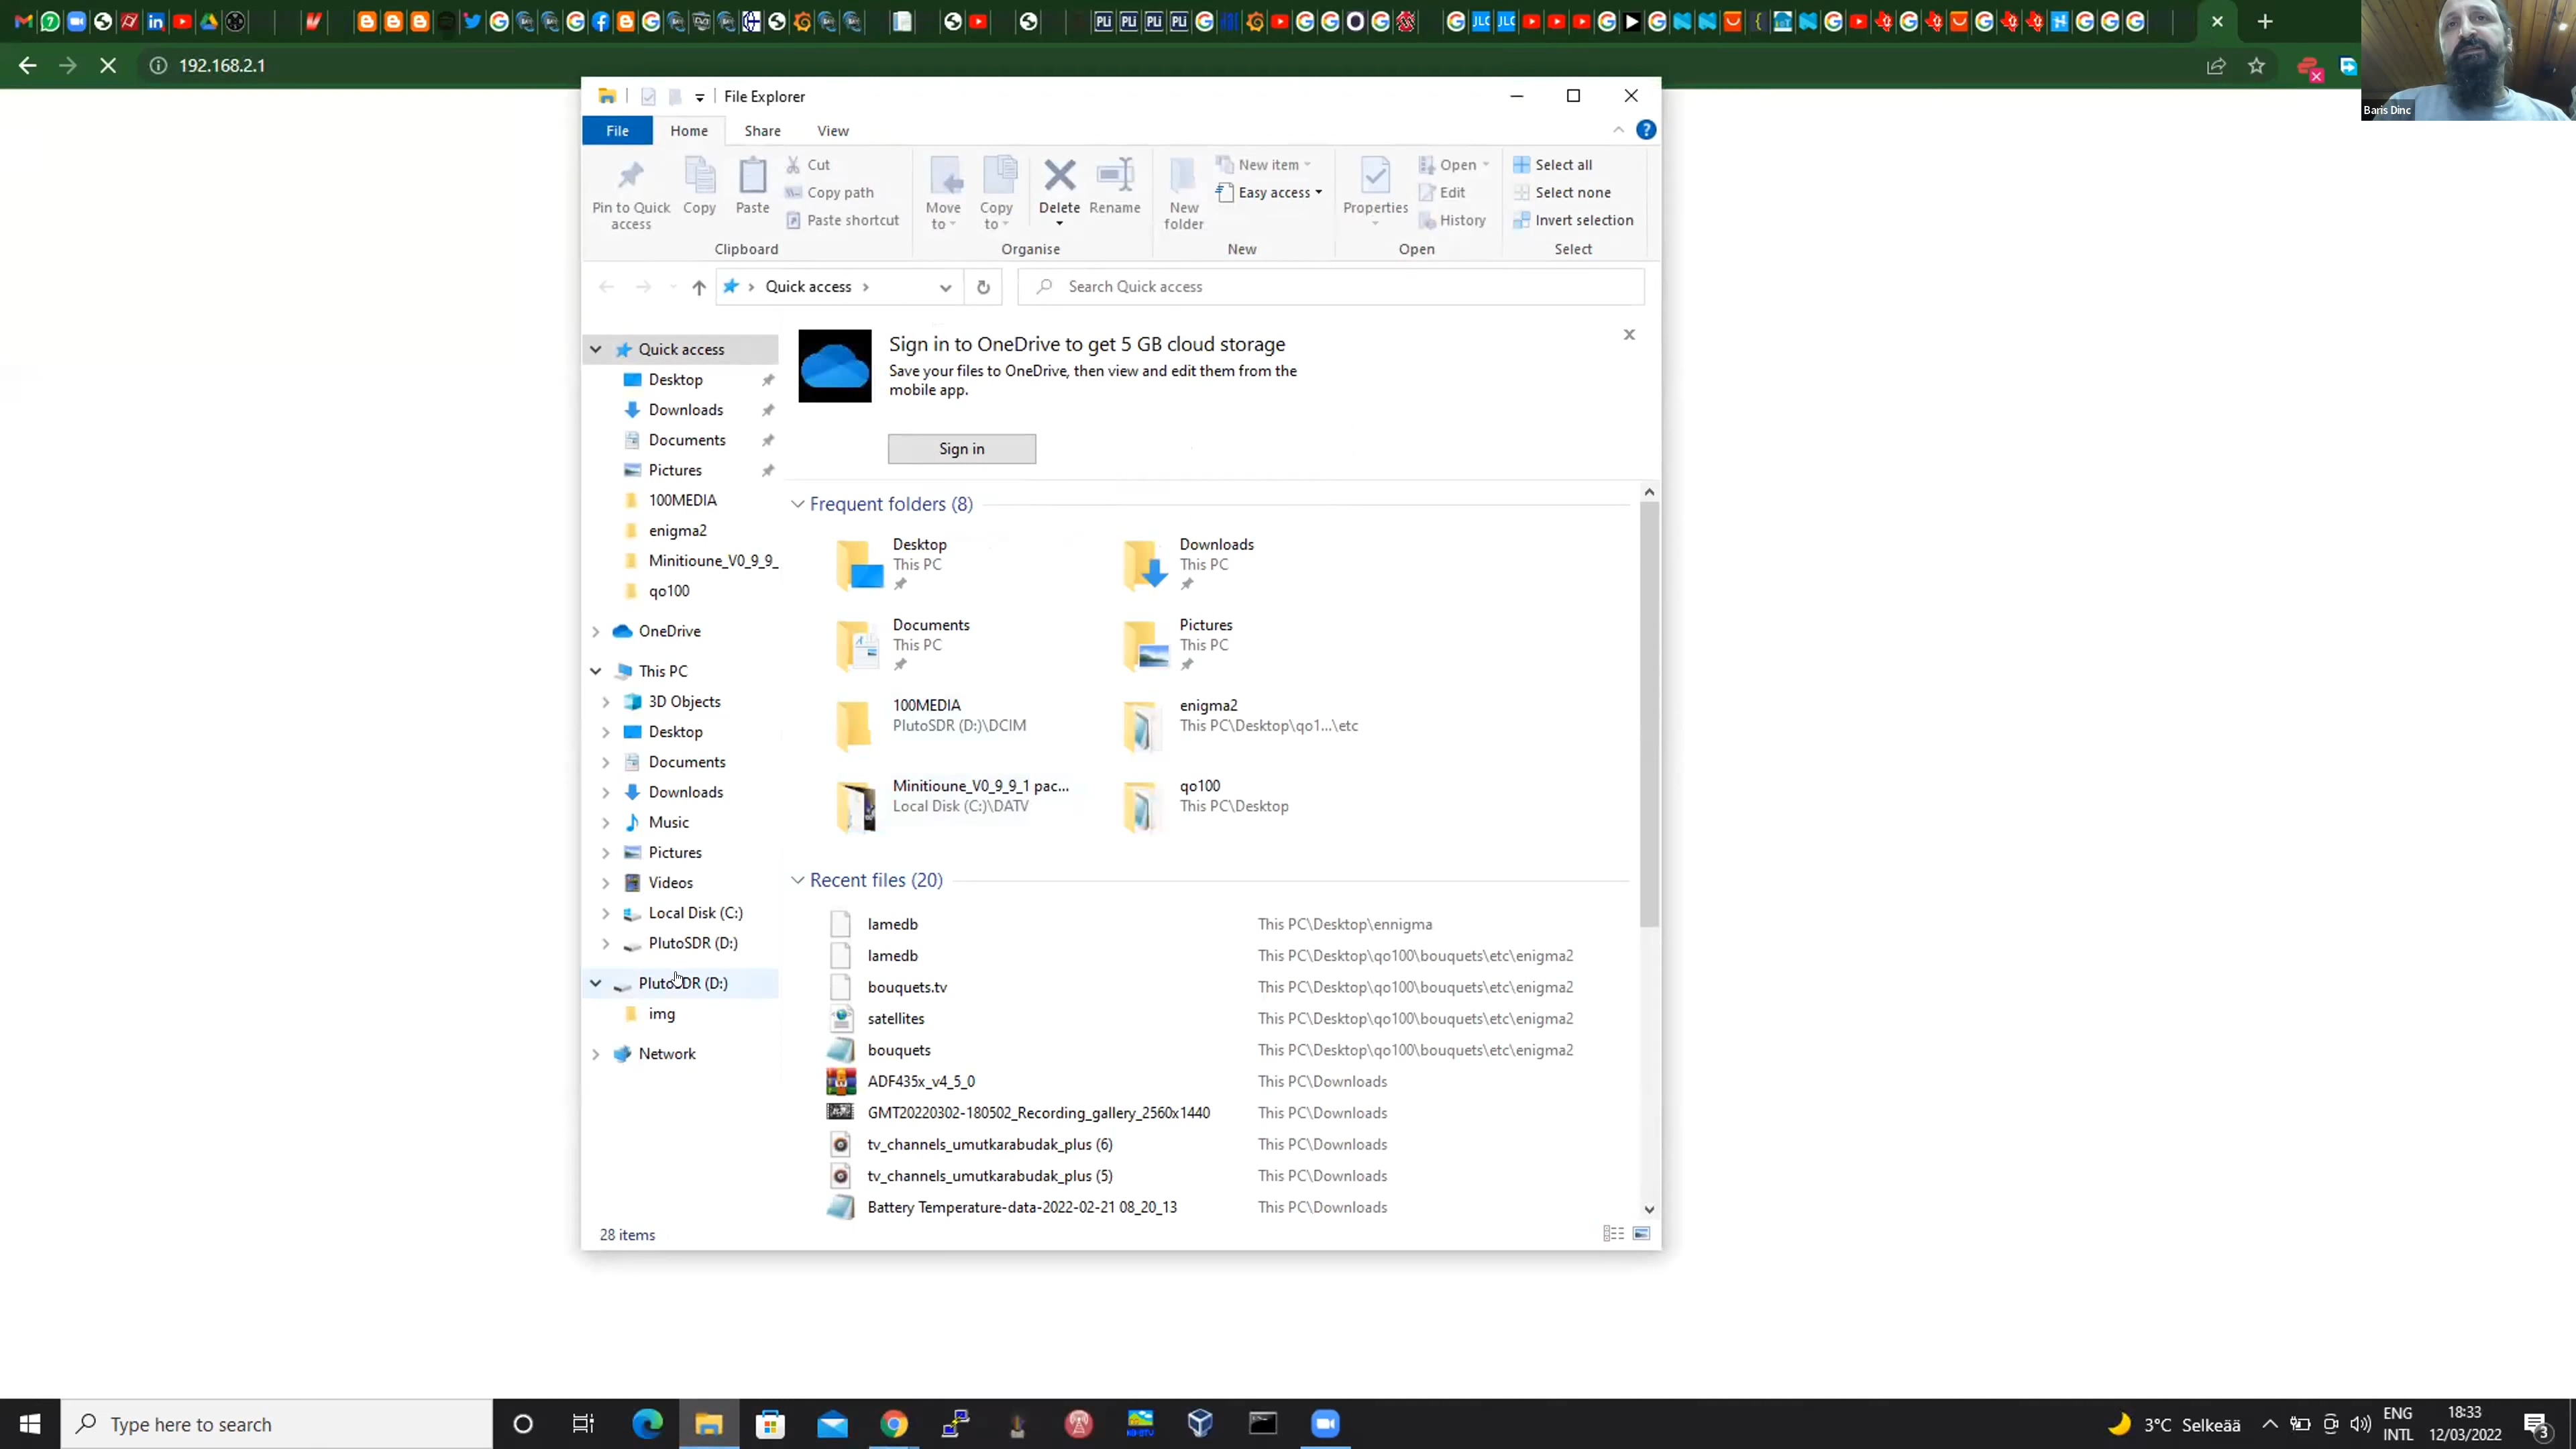 192.168.2.1
Baris Dinc
File Explorer
File Home Share View
Pin to Quick access
Copy
Paste
Cut
Copy path
Paste shortcut
Clipboard
Move to
Copy to
Delete
Rename
Organise
New folder
New item
Easy access
New
Properties
Open
Edit
History
Open
Select all
Select none
Invert selection
Select
Quick access
Search Quick access
Quick access
Desktop
Downloads
Documents
Pictures
100MEDIA
enigma2
Minitioune_V0_9_9_
qo100
OneDrive
This PC
3D Objects
Desktop
Documents
Downloads
Music
Pictures
Videos
Local Disk (C:)
PlutoSDR (D:)
PlutoSDR (D:)
img
Network
Sign in to OneDrive to get 5 GB cloud storage
Save your files to OneDrive, then view and edit them from the
mobile app.
Sign in
Frequent folders (8)
Desktop
This PC
Downloads
This PC
Documents
This PC
Pictures
This PC
100MEDIA
PlutoSDR (D:)\DCIM
enigma2
This PC\Desktop\qo1...\etc
Minitioune_V0_9_9_1 pac...
Local Disk (C:)\DATV
qo100
This PC\Desktop
Recent files (20)
lamedb This PC\Desktop\ennigma
lamedb This PC\Desktop\qo100\bouquets\etc\enigma2
bouquets.tv This PC\Desktop\qo100\bouquets\etc\enigma2
satellites This PC\Desktop\qo100\bouquets\etc\enigma2
bouquets This PC\Desktop\qo100\bouquets\etc\enigma2
ADF435x_v4_5_0 This PC\Downloads
GMT20220302-180502_Recording_gallery_2560x1440 This PC\Downloads
tv_channels_umutkarabudak_plus (6) This PC\Downloads
tv_channels_umutkarabudak_plus (5) This PC\Downloads
Battery Temperature-data-2022-02-21 08_20_13 This PC\Downloads
28 items
Type here to search
3°C Selkeää
ENG
INTL
18:33
12/03/2022
3